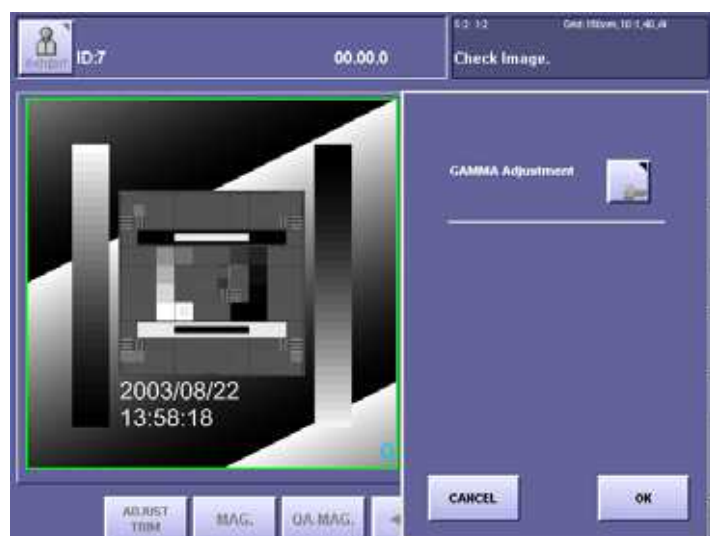 ID:7
00.00.0
Check Image.
GAMMA Adjustment
2003/08/22
13:58:18
CANCEL
OK
ADJUST
TRIM
MAG.
QA MAG.